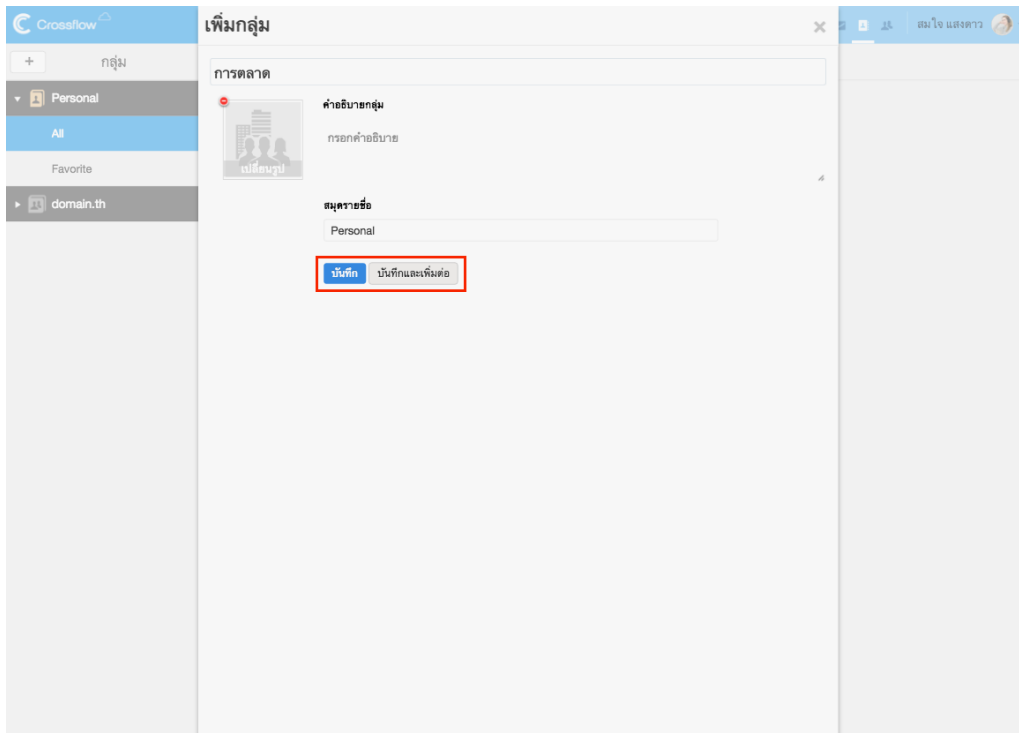 Crossflow
เพิ่มกลุ่ม
สมใจ แสงดาว
+ กลุ่ม
การตลาด
Personal
คำอธิบายกลุ่ม
All
กรอกคำอธิบาย
Favorite
เปลี่ยนรูป
domain.th
สมุดรายชื่อ
Personal
บันทึก บันทึกและเพิ่มต่อ